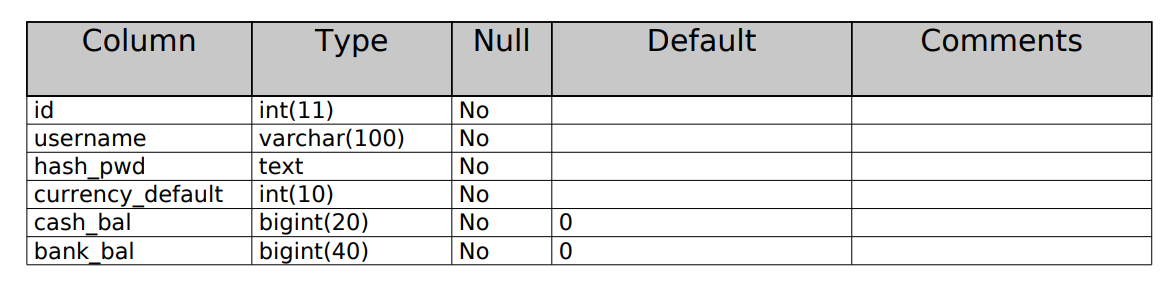 Column Type Null Default Comments
id int(11) No
username varchar(100) No
hash_pwd text No
currency_default int(10) No
cash_bal bigint(20) No 0
bank_bal bigint(40) No 0